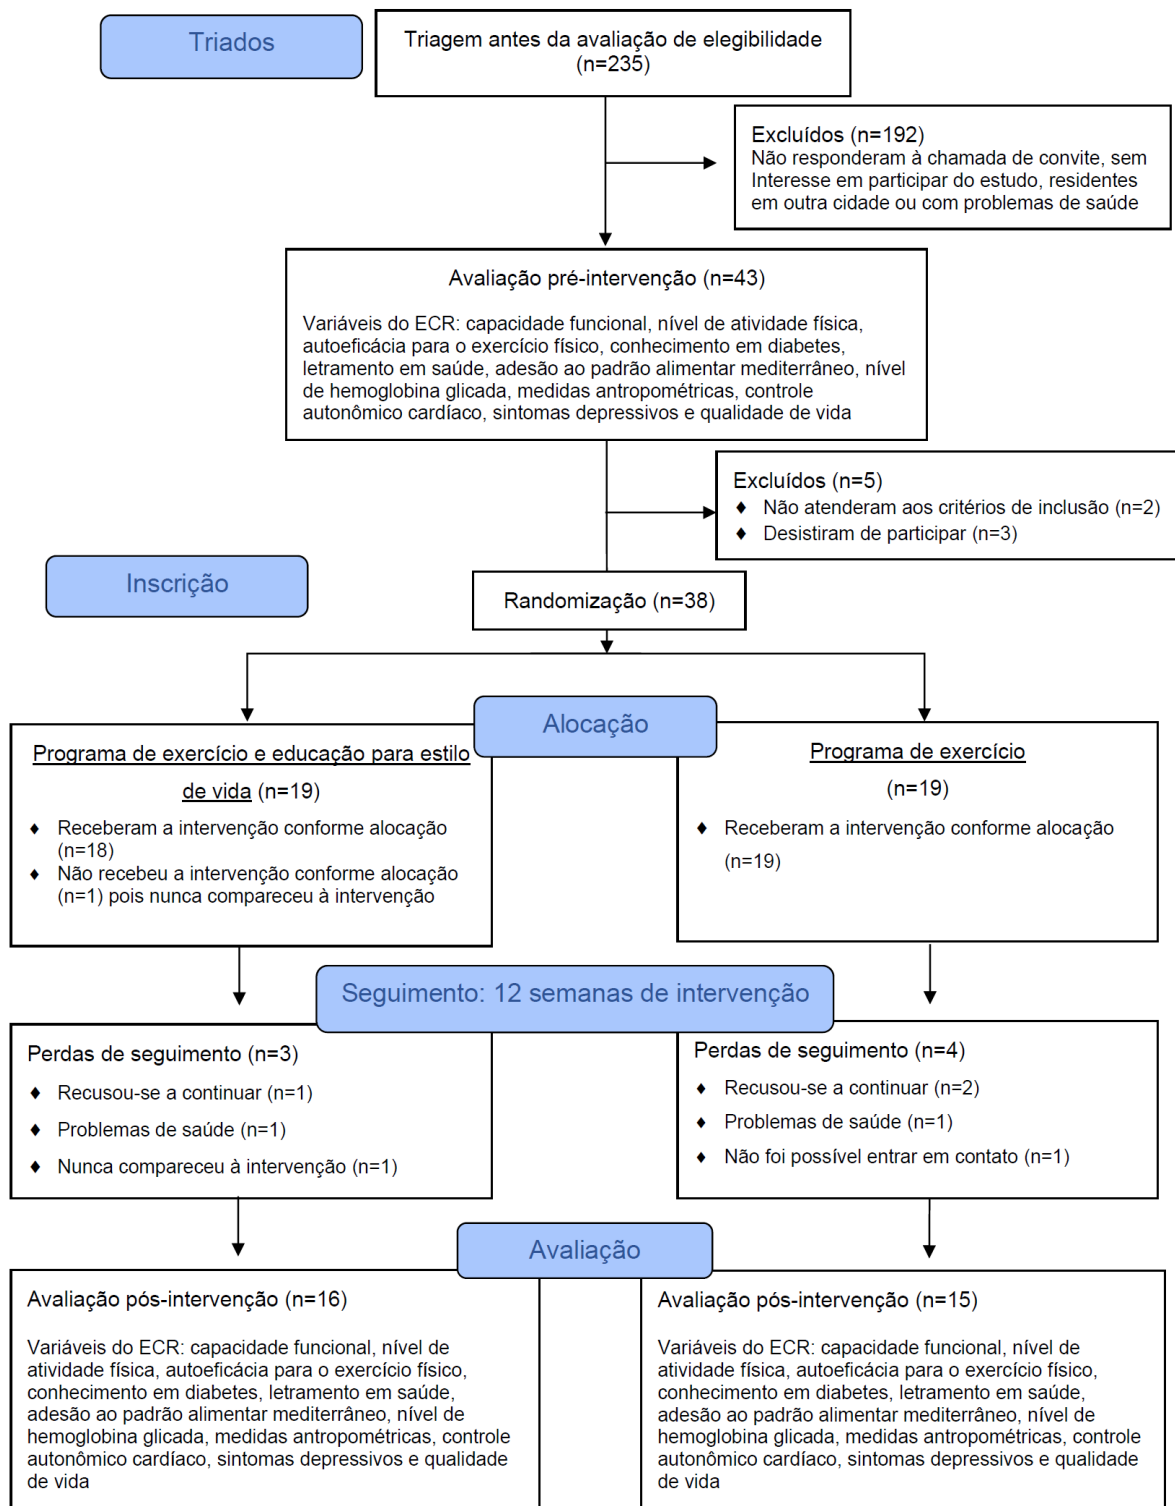 Triados
Triagem antes da avaliação de elegibilidade
(n=235)
Excluídos (n=192)
Não responderam à chamada de convite, sem
Interesse em participar do estudo, residentes
em outra cidade ou com problemas de saúde
Avaliação pré-intervenção (n=43)
Variáveis do ECR: capacidade funcional, nível de atividade física,
autoeficácia para o exercício físico, conhecimento em diabetes,
letramento em saúde, adesão ao padrão alimentar mediterrâneo, nível
de hemoglobina glicada, medidas antropométricas, controle
autonômico cardíaco, sintomas depressivos e qualidade de vida
Excluídos (n=5)
♦ Não atenderam aos critérios de inclusão (n=2)
♦ Desistiram de participar (n=3)
Inscrição
Randomização (n=38)
Alocação
Programa de exercício e educação para estilo
de vida (n=19)
♦ Receberam a intervenção conforme alocação
(n=18)
♦ Não recebeu a intervenção conforme alocação
(n=1) pois nunca compareceu à intervenção
Programa de exercício
(n=19)
♦ Receberam a intervenção conforme alocação
(n=19)
Seguimento: 12 semanas de intervenção
Perdas de seguimento (n=3)
♦ Recusou-se a continuar (n=1)
♦ Problemas de saúde (n=1)
♦ Nunca compareceu à intervenção (n=1)
Perdas de seguimento (n=4)
♦ Recusou-se a continuar (n=2)
♦ Problemas de saúde (n=1)
♦ Não foi possível entrar em contato (n=1)
Avaliação
Avaliação pós-intervenção (n=16)
Variáveis do ECR: capacidade funcional, nível de
atividade física, autoeficácia para o exercício físico,
conhecimento em diabetes, letramento em saúde,
adesão ao padrão alimentar mediterrâneo, nível de
hemoglobina glicada, medidas antropométricas, controle
autonômico cardíaco, sintomas depressivos e qualidade
de vida
Avaliação pós-intervenção (n=15)
Variáveis do ECR: capacidade funcional, nível de
atividade física, autoeficácia para o exercício físico,
conhecimento em diabetes, letramento em saúde,
adesão ao padrão alimentar mediterrâneo, nível de
hemoglobina glicada, medidas antropométricas, controle
autonômico cardíaco, sintomas depressivos e qualidade
de vida